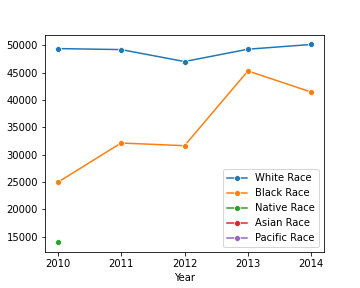 50000
45000
40000
35000
30000
25000
20000
15000
2010 2011 2012 2013 2014
Year
White Race
Black Race
Native Race
Asian Race
Pacific Race